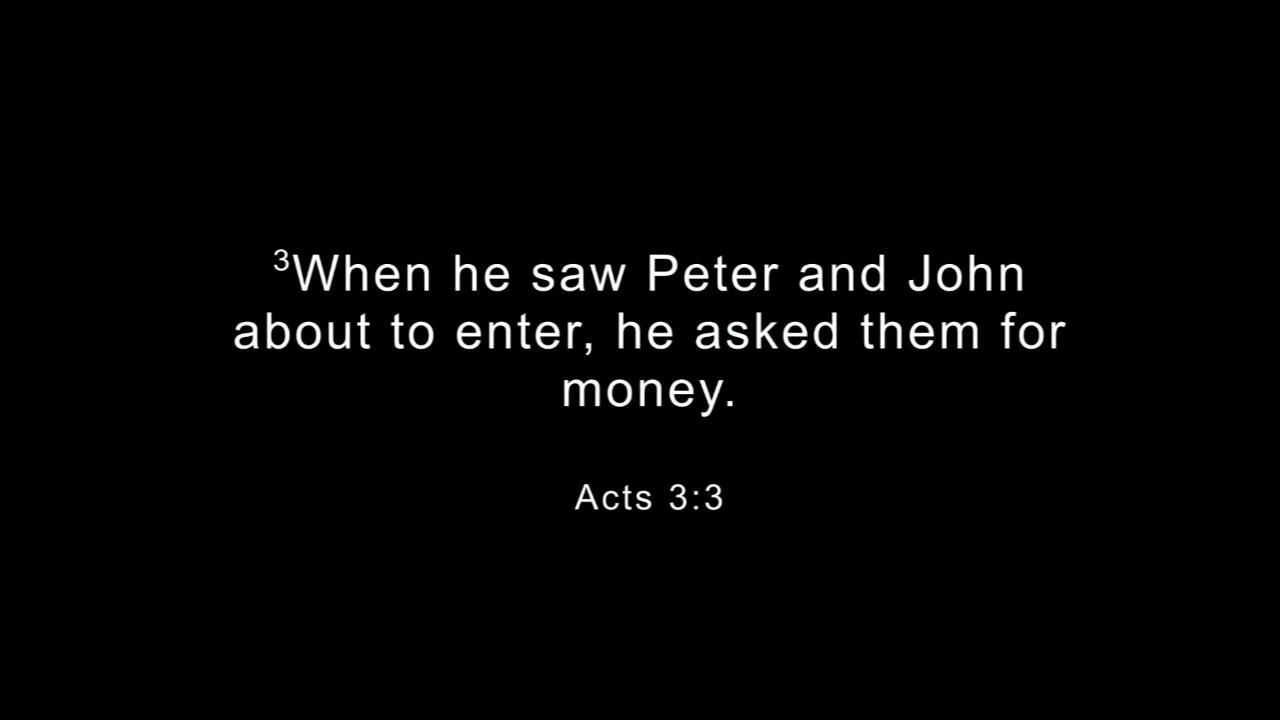 ³When he saw Peter and John
about to enter, he asked them for
money.
Acts 3:3